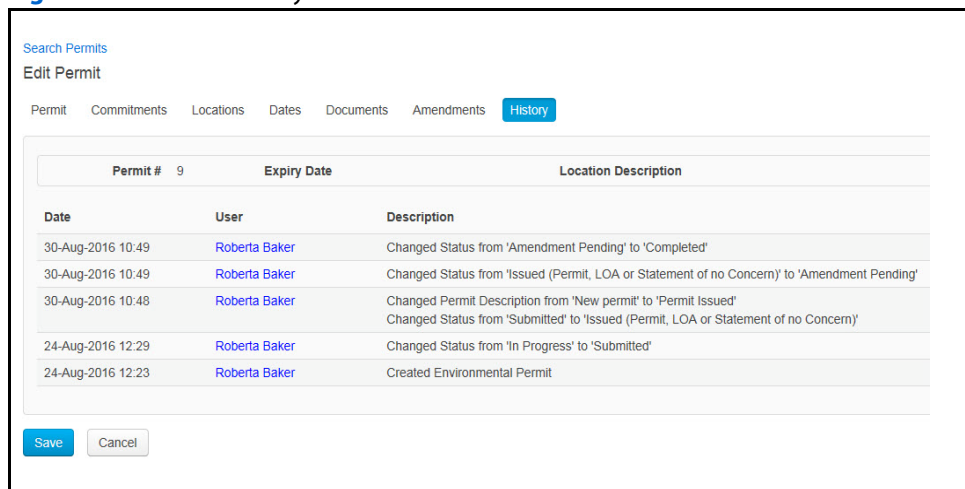 Search Permits
Edit Permit
Permit Commitments Locations Dates Documents Amendments History
Permit # 9 Expiry Date Location Description
Date User Description
30-Aug-2016 10:49 Roberta Baker Changed Status from 'Amendment Pending' to 'Completed'
30-Aug-2016 10:49 Roberta Baker Changed Status from 'Issued (Permit, LOA or Statement of no Concern)' to 'Amendment Pending'
30-Aug-2016 10:48 Roberta Baker Changed Permit Description from 'New permit' to 'Permit Issued'
Changed Status from 'Submitted' to 'Issued (Permit, LOA or Statement of no Concern)'
24-Aug-2016 12:29 Roberta Baker Changed Status from 'In Progress' to 'Submitted'
24-Aug-2016 12:23 Roberta Baker Created Environmental Permit
Save Cancel